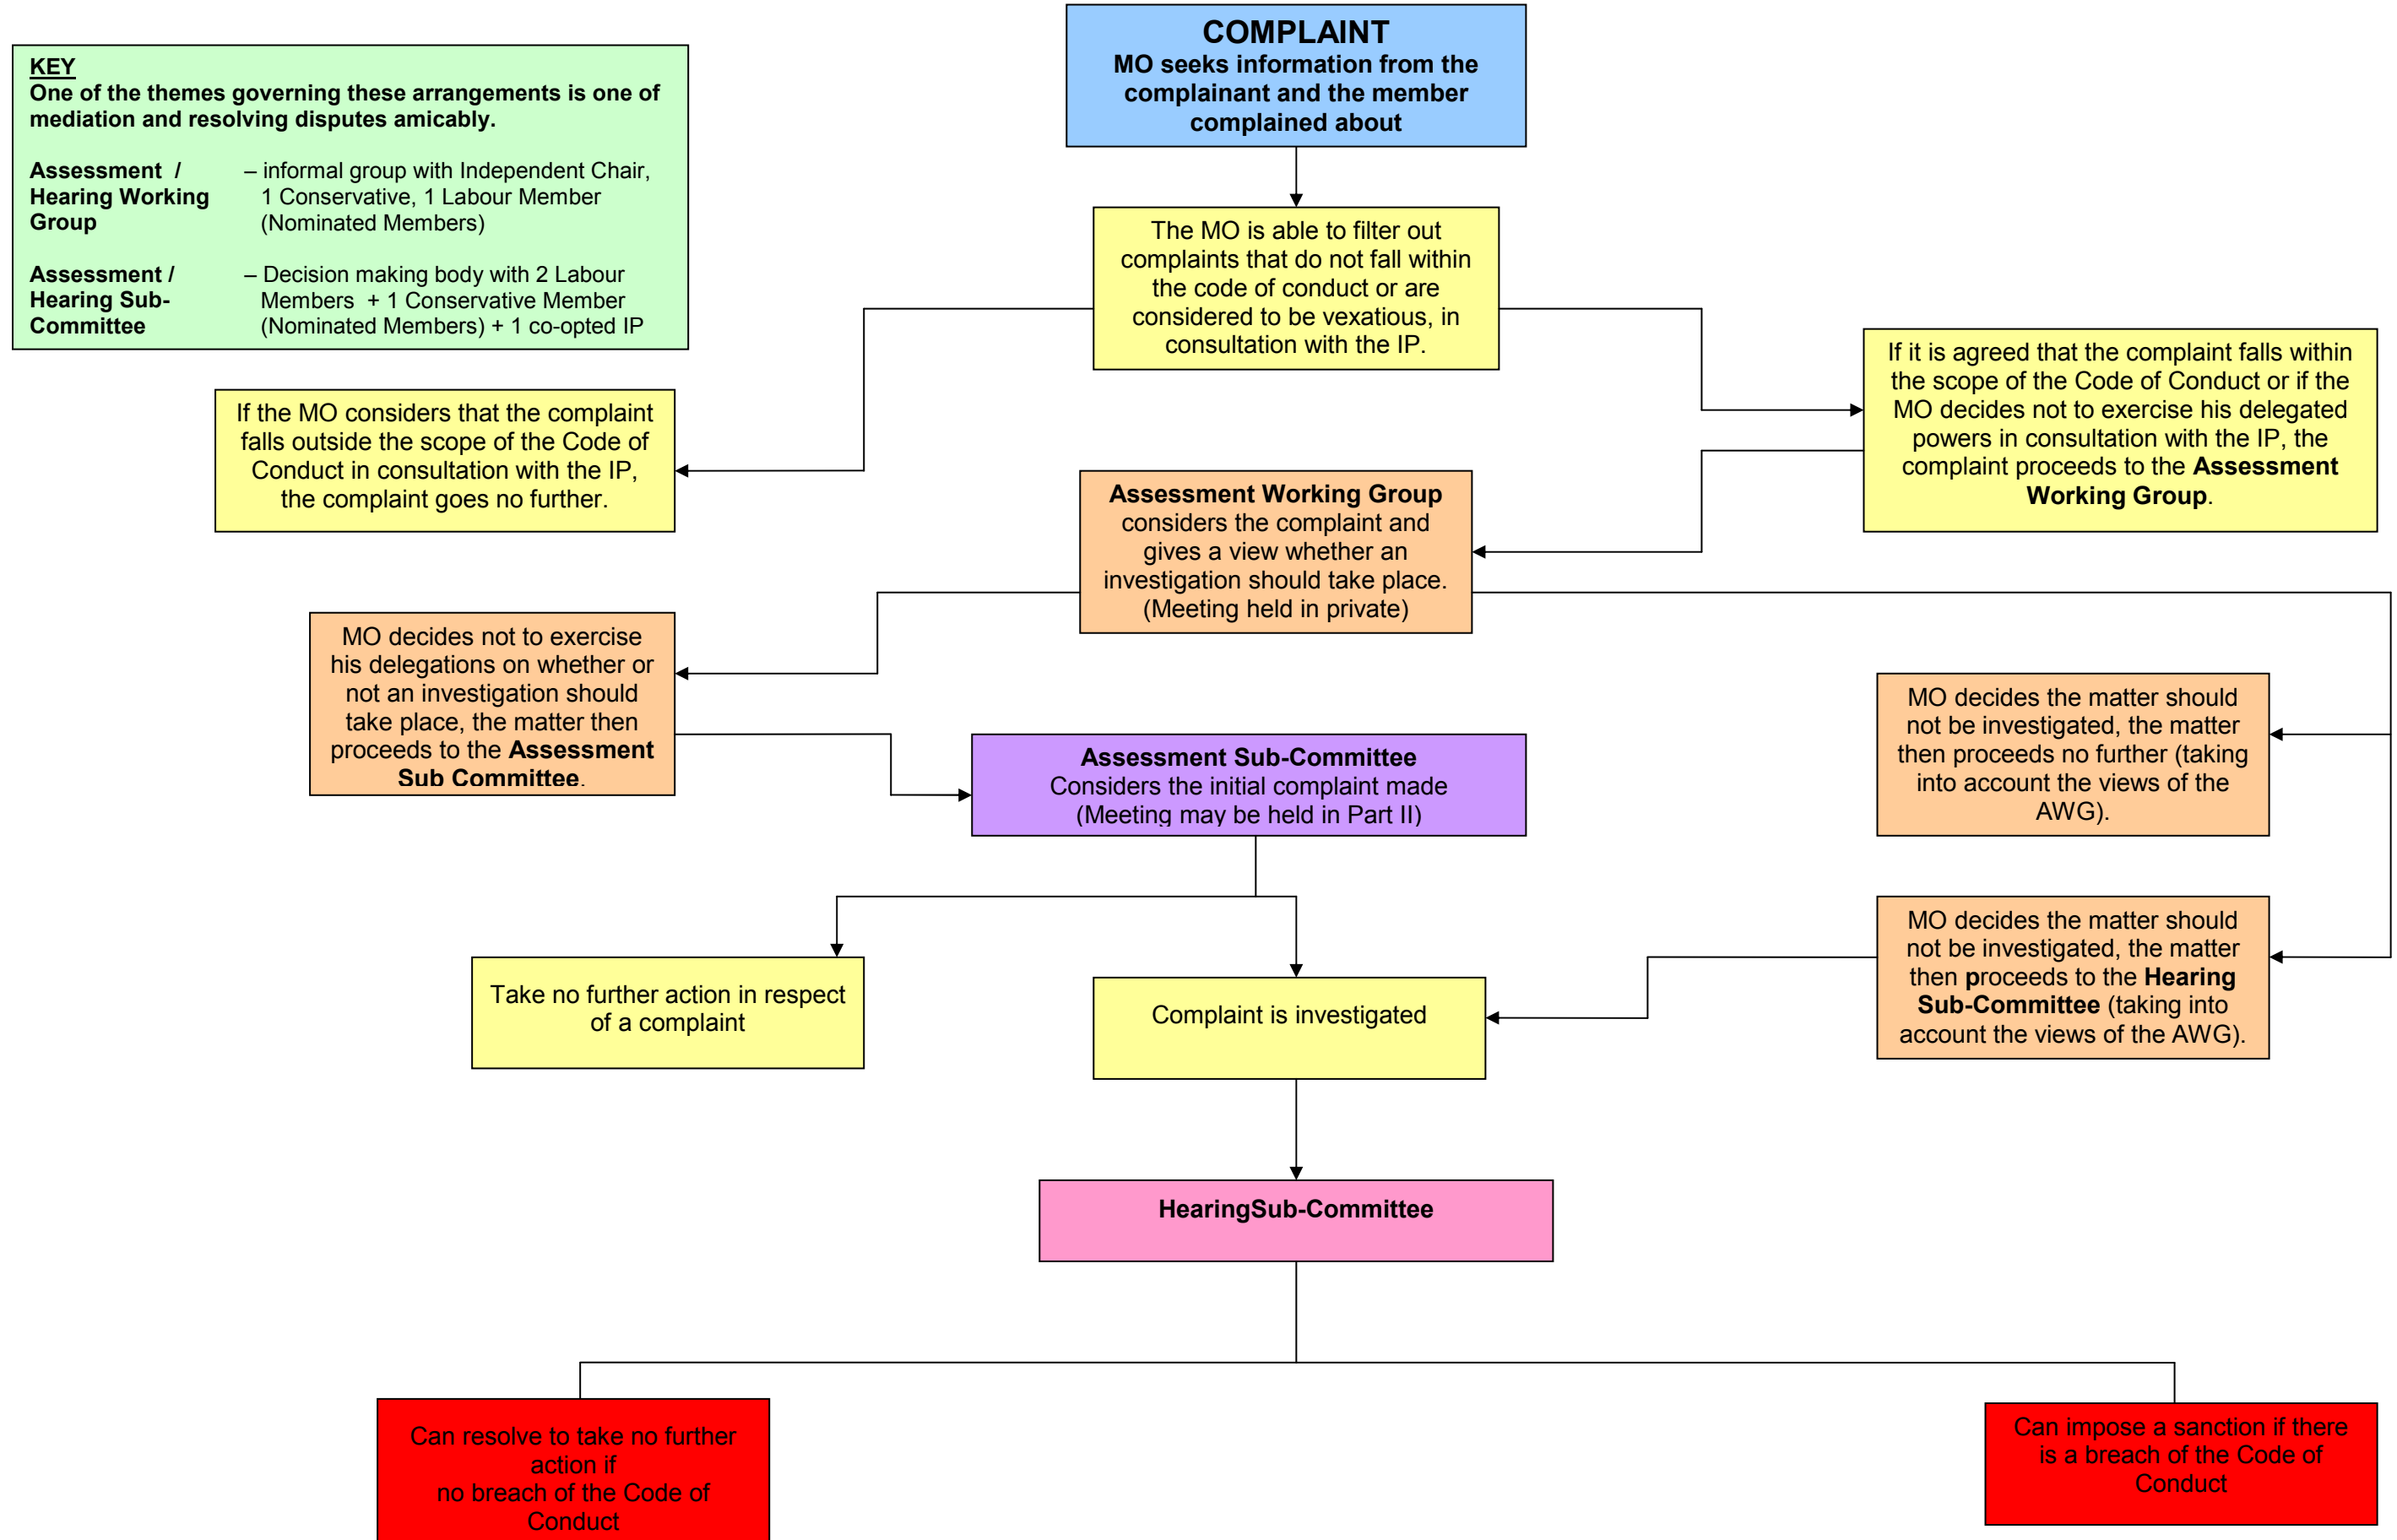 COMPLAINT
MO seeks information from the
complainant and the member
complained about
KEY
One of the themes governing these arrangements is one of
mediation and resolving disputes amicably.
Assessment / – informal group with Independent Chair,
Hearing Working 1 Conservative, 1 Labour Member
Group (Nominated Members)
Assessment / – Decision making body with 2 Labour
Hearing Sub- Members + 1 Conservative Member
Committee (Nominated Members) + 1 co-opted IP
The MO is able to filter out
complaints that do not fall within
the code of conduct or are
considered to be vexatious, in
consultation with the IP.
If the MO considers that the complaint
falls outside the scope of the Code of
Conduct in consultation with the IP,
the complaint goes no further.
If it is agreed that the complaint falls within
the scope of the Code of Conduct or if the
MO decides not to exercise his delegated
powers in consultation with the IP, the
complaint proceeds to the Assessment
Working Group.
Assessment Working Group
considers the complaint and
gives a view whether an
investigation should take place.
(Meeting held in private)
MO decides not to exercise
his delegations on whether or
not an investigation should
take place, the matter then
proceeds to the Assessment
Sub Committee.
MO decides the matter should
not be investigated, the matter
then proceeds no further (taking
into account the views of the
AWG).
Assessment Sub-Committee
Considers the initial complaint made
(Meeting may be held in Part II)
MO decides the matter should
not be investigated, the matter
then proceeds to the Hearing
Sub-Committee (taking into
account the views of the AWG).
Take no further action in respect
of a complaint
Complaint is investigated
HearingSub-Committee
Can resolve to take no further
action if
no breach of the Code of
Conduct
Can impose a sanction if there
is a breach of the Code of
Conduct